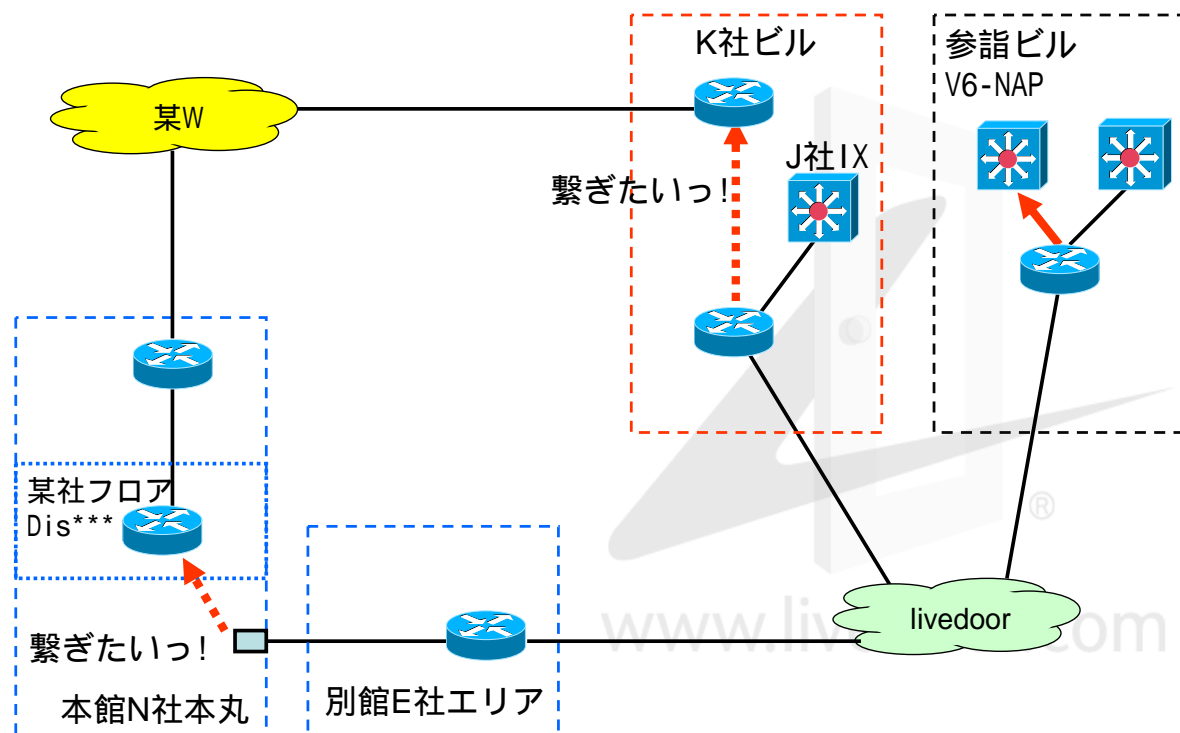 K社ビル
参詣ビル
V6-NAP
某W
J社IX
繋ぎたいっ!
某社フロア
Dis***
繋ぎたいっ!
本館N社本丸
別館E社エリア
livedoor
www.liv
om
®